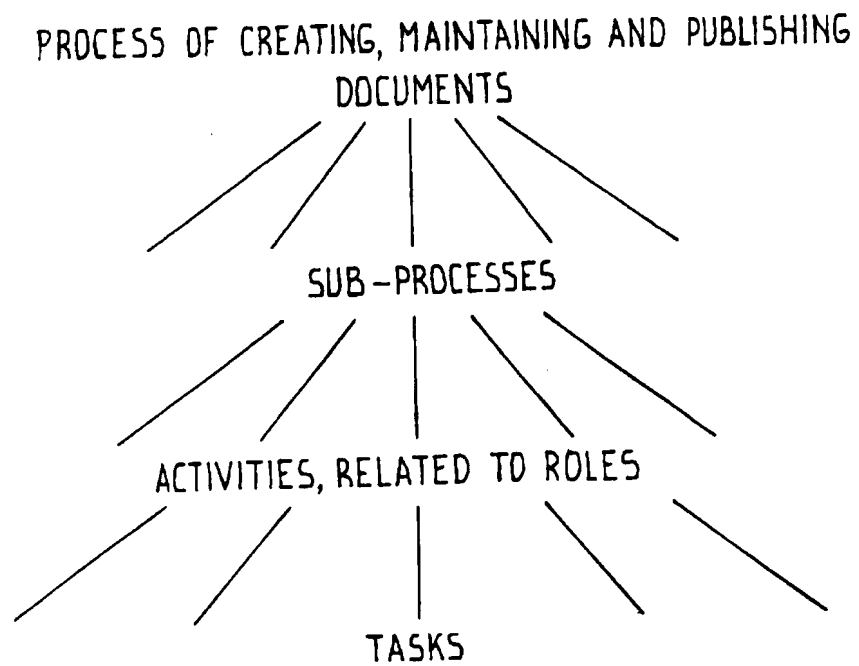 PROCESS OF CREATING, MAINTAINING AND PUBLISHING
DOCUMENTS
SUB-PROCESSES
ACTIVITIES, RELATED TO ROLES
TASKS